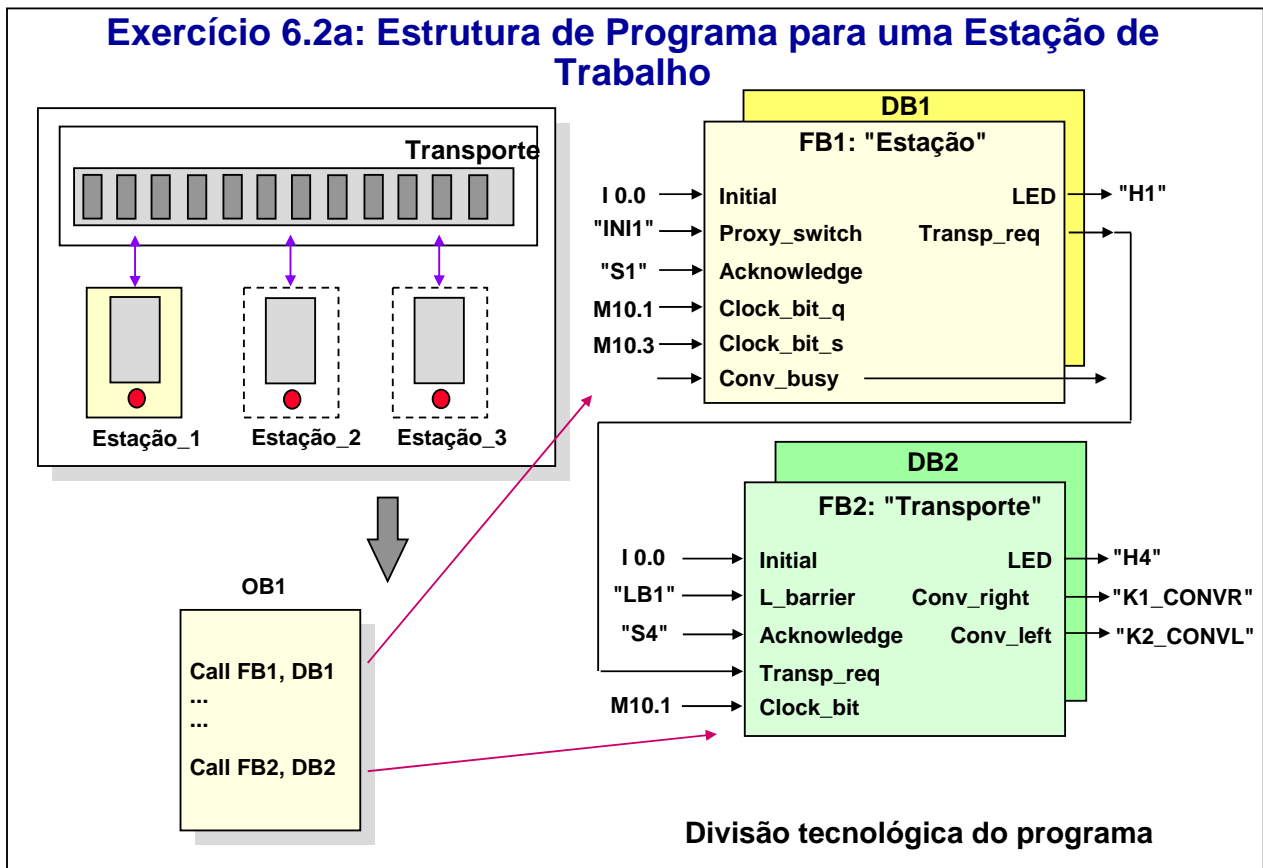 Exercício 6.2a: Estrutura de Programa para uma Estação de
Trabalho
Transporte
Estação_1
Estação_2
Estação_3
OB1
Call FB1, DB1
...
...
Call FB2, DB2
DB1
FB1: "Estação"
I 0.0
Initial
LED
"H1"
"INI1"
Proxy_switch
Transp_req
"S1"
Acknowledge
M10.1
Clock_bit_q
M10.3
Clock_bit_s
Conv_busy
DB2
FB2: "Transporte"
I 0.0
Initial
LED
"H4"
"LB1"
L_barrier
Conv_right
"K1_CONVR"
"S4"
Acknowledge
Conv_left
"K2_CONVL"
Transp_req
M10.1
Clock_bit
Divisão tecnológica do programa